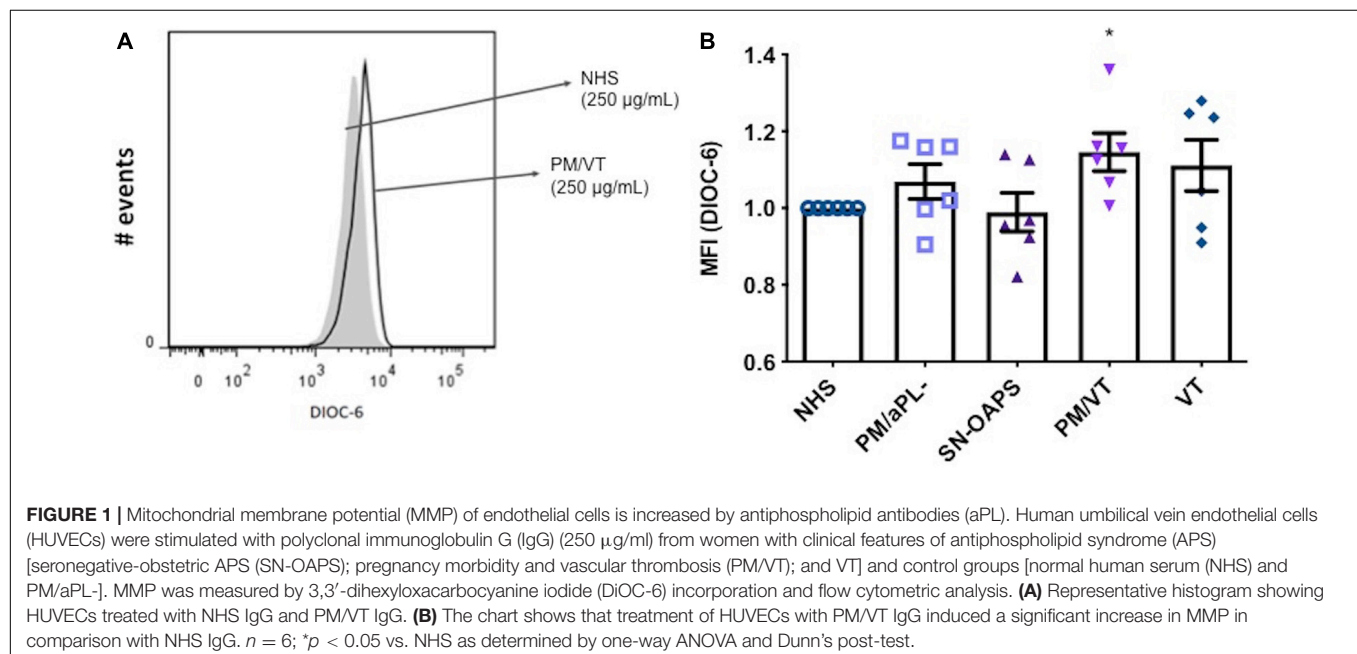 A
NHS
(250 µg/mL)
PM/VT
(250 µg/mL)
# events
0
0 10² 10³ 10⁴ 10⁵
DIOC-6
B
*
MFI (DIOC-6)
1.4
1.2
1.0
0.8
0.6
NHS
PM/aPL-
SN-OAPS
PM/VT
VT
FIGURE 1 | Mitochondrial membrane potential (MMP) of endothelial cells is increased by antiphospholipid antibodies (aPL). Human umbilical vein endothelial cells
(HUVECs) were stimulated with polyclonal immunoglobulin G (IgG) (250 µg/ml) from women with clinical features of antiphospholipid syndrome (APS)
[seronegative-obstetric APS (SN-OAPS); pregnancy morbidity and vascular thrombosis (PM/VT); and VT] and control groups [normal human serum (NHS) and
PM/aPL-]. MMP was measured by 3,3′-dihexyloxacarbocyanine iodide (DiOC-6) incorporation and flow cytometric analysis. (A) Representative histogram showing
HUVECs treated with NHS IgG and PM/VT IgG. (B) The chart shows that treatment of HUVECs with PM/VT IgG induced a significant increase in MMP in
comparison with NHS IgG. n = 6; *p < 0.05 vs. NHS as determined by one-way ANOVA and Dunn's post-test.